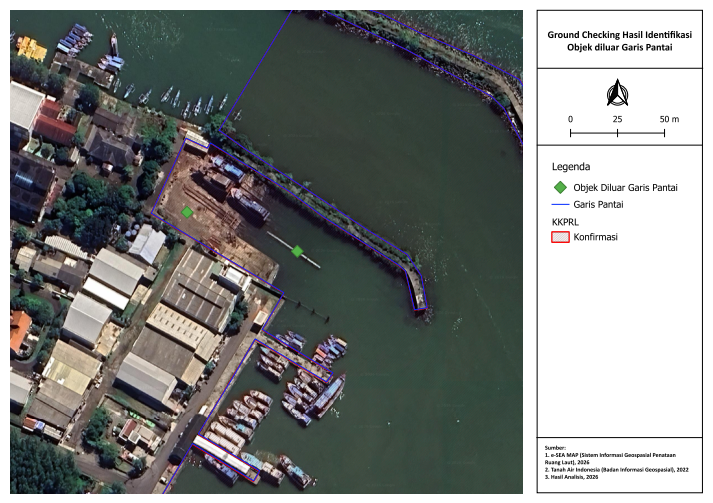 Ground Checking Hasil Identifikasi
Objek diluar Garis Pantai
0 25 50 m
Legenda
Objek Diluar Garis Pantai
Garis Pantai
KKPRL
Konfirmasi
Sumber:
1. e-SEA MAP (Sistem Informasi Geospasial Penataan
Ruang Laut), 2026
2. Tanah Air Indonesia (Badan Informasi Geospasial), 2022
3. Hasil Analisis, 2026